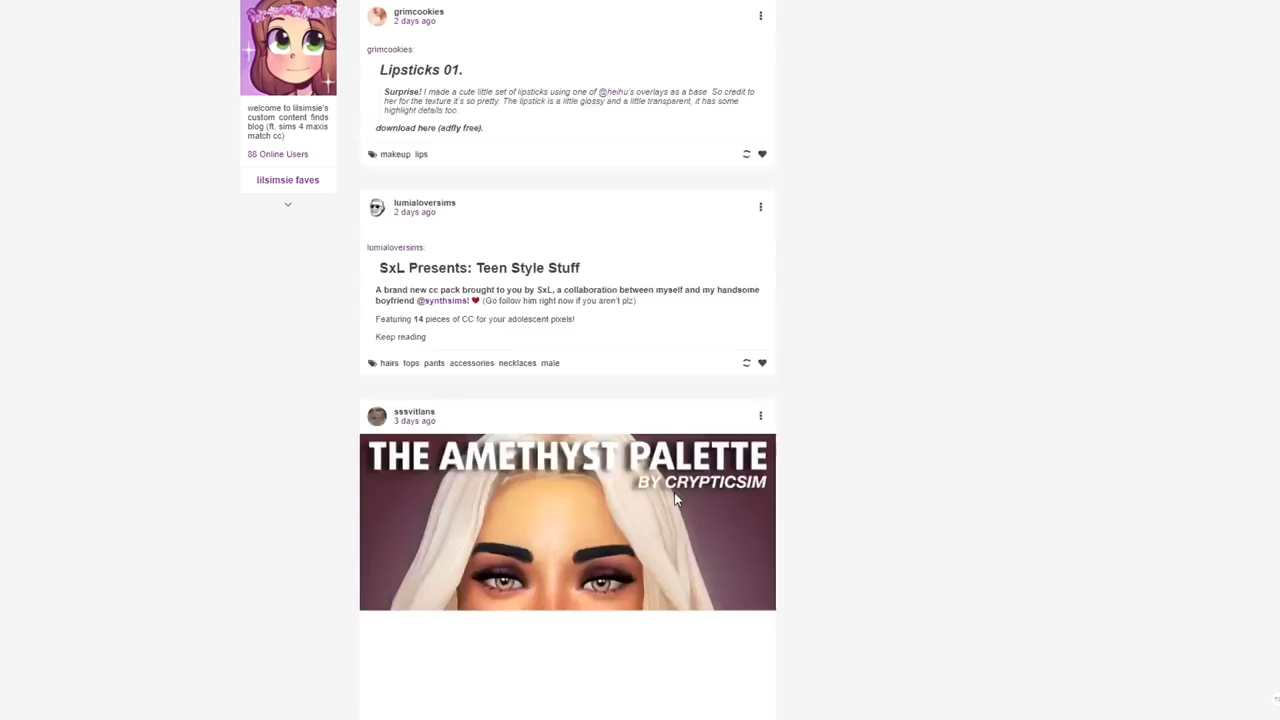 welcome to lilsimsie's
custom content finds
blog (ft. sims 4 maxis
match cc)
88 Online Users
lilsimsie faves
grimcookies
2 days ago
grimcookies:
Lipsticks 01.
Surprise! I made a cute little set of lipsticks using one of @heihu's overlays as a base. So credit to
her for the texture it's so pretty. The lipstick is a little glossy and a little transparent, it has some
highlight details too.
download here (adfly free).
makeup lips
lumialoversims
2 days ago
lumialoversims:
SxL Presents: Teen Style Stuff
A brand new cc pack brought to you by SxL, a collaboration between myself and my handsome
boyfriend @synthsims! ❤ (Go follow him right now if you aren't plz)
Featuring 14 pieces of CC for your adolescent pixels!
Keep reading
hairs tops pants accessories necklaces male
sssvitlans
3 days ago
THE AMETHYST PALETTE
BY CRYPTICSIM